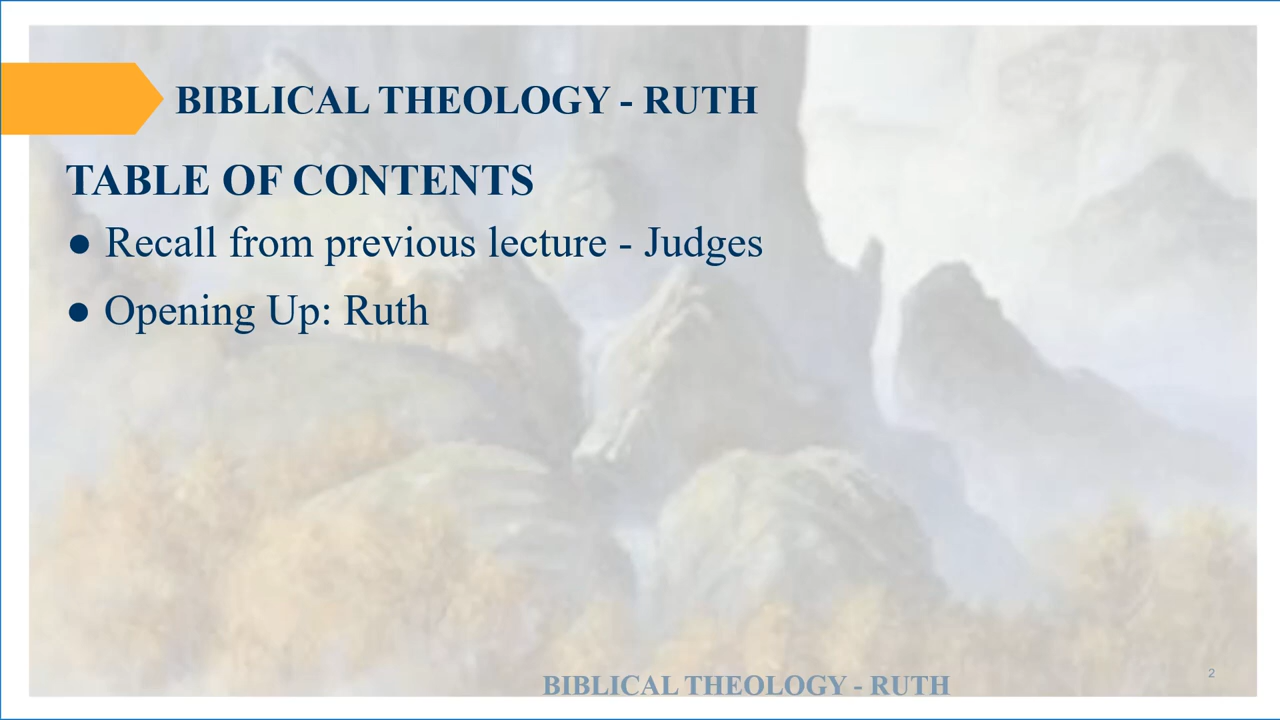 BIBLICAL THEOLOGY - RUTH
TABLE OF CONTENTS
● Recall from previous lecture - Judges
● Opening Up: Ruth
BIBLICAL THEOLOGY - RUTH
2